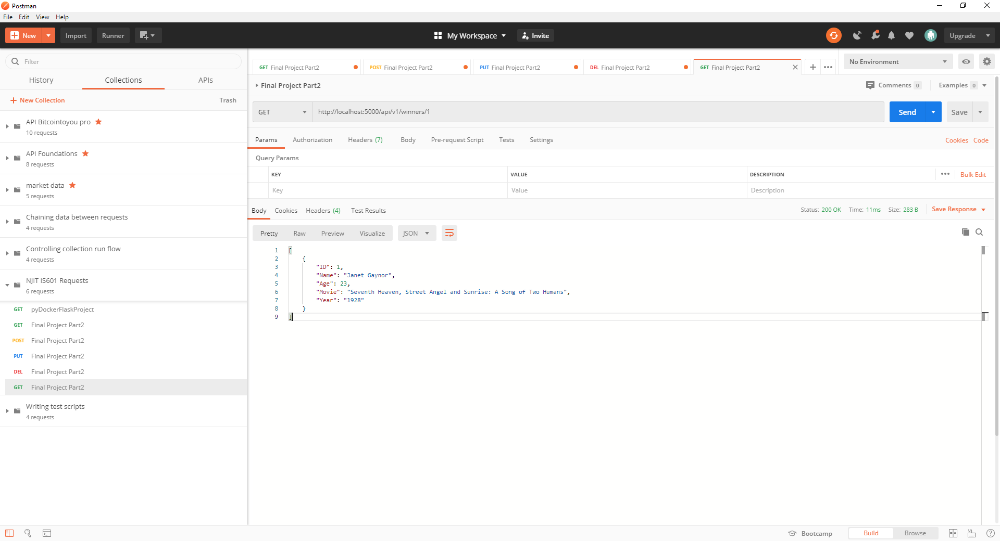 Postman
File Edit View Help
New Import Runner My Workspace Invite Upgrade
Filter
History Collections APIs
New Collection Trash
API Bitcointoyou pro
10 requests
API Foundations
8 requests
market data
5 requests
Chaining data between requests
4 requests
Controlling collection run flow
4 requests
NJIT IS601 Requests
6 requests
GET pyDockerFlaskProject
GET Final Project Part2
POST Final Project Part2
PUT Final Project Part2
DEL Final Project Part2
GET Final Project Part2
Writing test scripts
4 requests
GET Final Project Part2 POST Final Project Part2 PUT Final Project Part2 DEL Final Project Part2 GET Final Project Part2 No Environment
Final Project Part2 Comments 0 Examples 0
GET http://localhost:5000/api/v1/winners/1 Send Save
Params Authorization Headers (7) Body Pre-request Script Tests Settings Cookies Code
Query Params
KEY VALUE DESCRIPTION Bulk Edit
Key Value Description
Body Cookies Headers (4) Test Results Status: 200 OK Time: 11ms Size: 283 B Save Response
Pretty Raw Preview Visualize JSON
1 [
2 {
3 "ID": 1,
4 "Name": "Janet Gaynor",
5 "Age": 23,
6 "Movie": "Seventh Heaven, Street Angel and Sunrise: A Song of Two Humans",
7 "Year": "1928"
8 }
9 ]
Bootcamp Build Browse